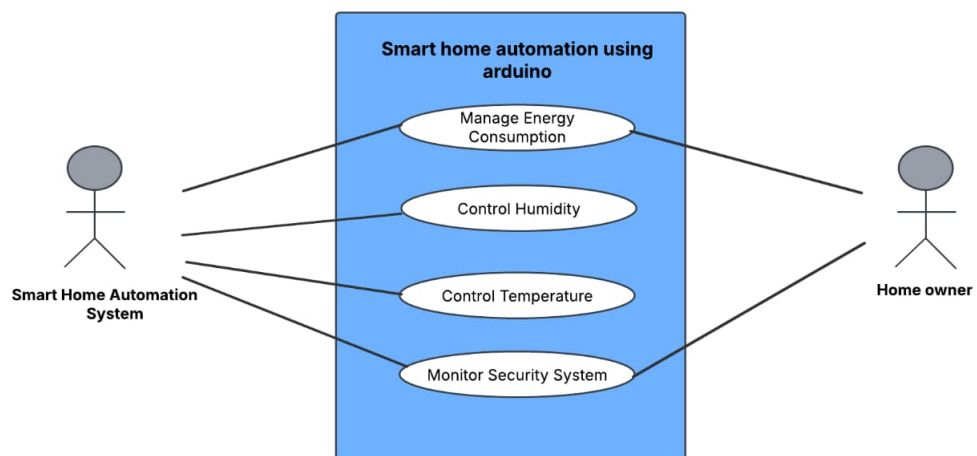 Smart home automation using
arduino
Manage Energy
Consumption
Control Humidity
Control Temperature
Monitor Security System
Smart Home Automation
System
Home owner